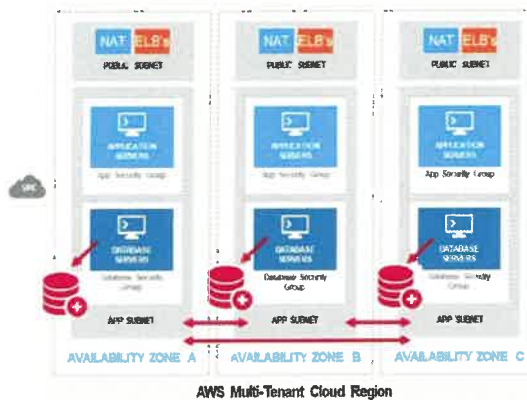 NAT ELB's
PUBLIC SUBNET
APPLICATION
SERVERS
App Security Group
DATABASE
SERVERS
Database Security
Group
APP SUBNET
AVAILABILITY ZONE A
NAT ELB's
PUBLIC SUBNET
APPLICATION
SERVERS
App Security Group
DATABASE
SERVERS
Database Security
Group
APP SUBNET
AVAILABILITY ZONE B
NAT ELB's
PUBLIC SUBNET
APPLICATION
SERVERS
App Security Group
DATABASE
SERVERS
Database Security
Group
APP SUBNET
AVAILABILITY ZONE C
AWS Multi-Tenant Cloud Region